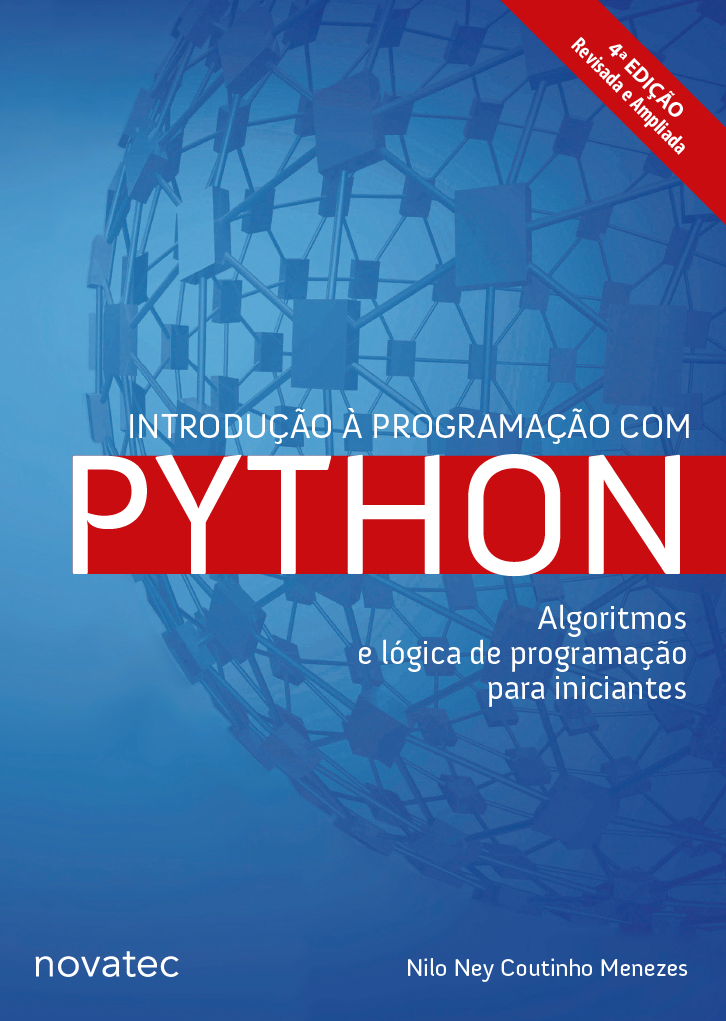 4ª EDIÇÃO
Revisada e Ampliada
INTRODUÇÃO À PROGRAMAÇÃO COM
PYTHON
Algoritmos
e lógica de programação
para iniciantes
novatec
Nilo Ney Coutinho Menezes